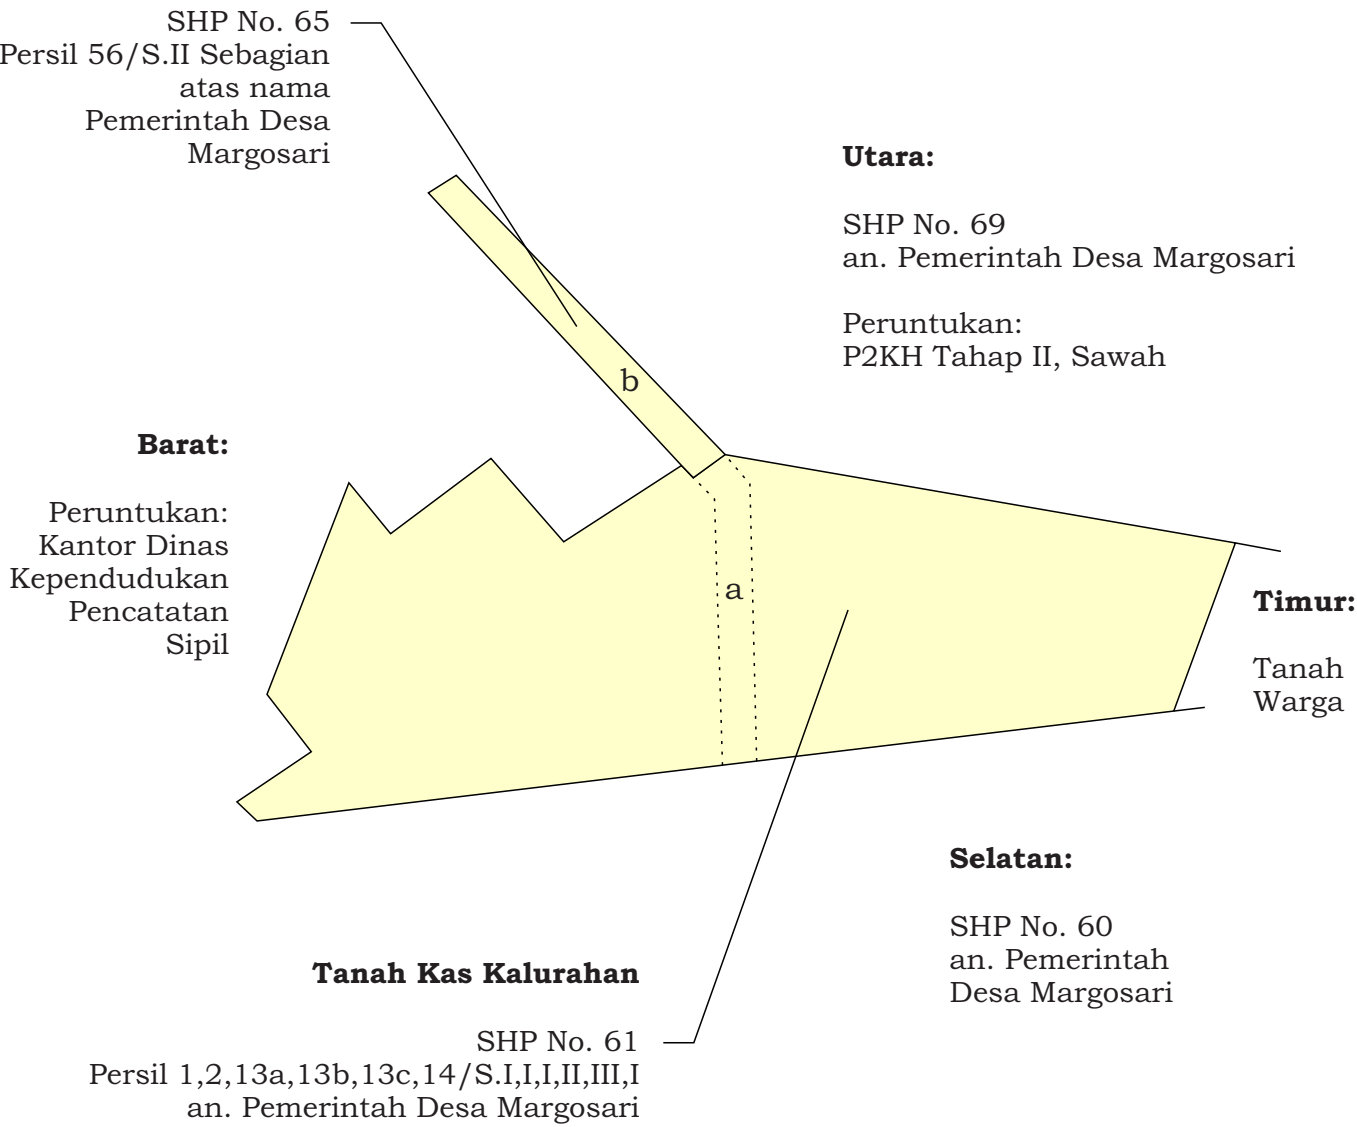 SHP No. 65
Persil 56/S.II Sebagian
atas nama
Pemerintah Desa
Margosari
Utara:
SHP No. 69
an. Pemerintah Desa Margosari
Peruntukan:
P2KH Tahap II, Sawah
b
Barat:
Peruntukan:
Kantor Dinas
Kependudukan
Pencatatan
Sipil
a
Timur:
Tanah
Warga
Selatan:
SHP No. 60
an. Pemerintah
Desa Margosari
Tanah Kas Kalurahan
SHP No. 61
Persil 1,2,13a,13b,13c,14/S.I,I,I,II,III,I
an. Pemerintah Desa Margosari